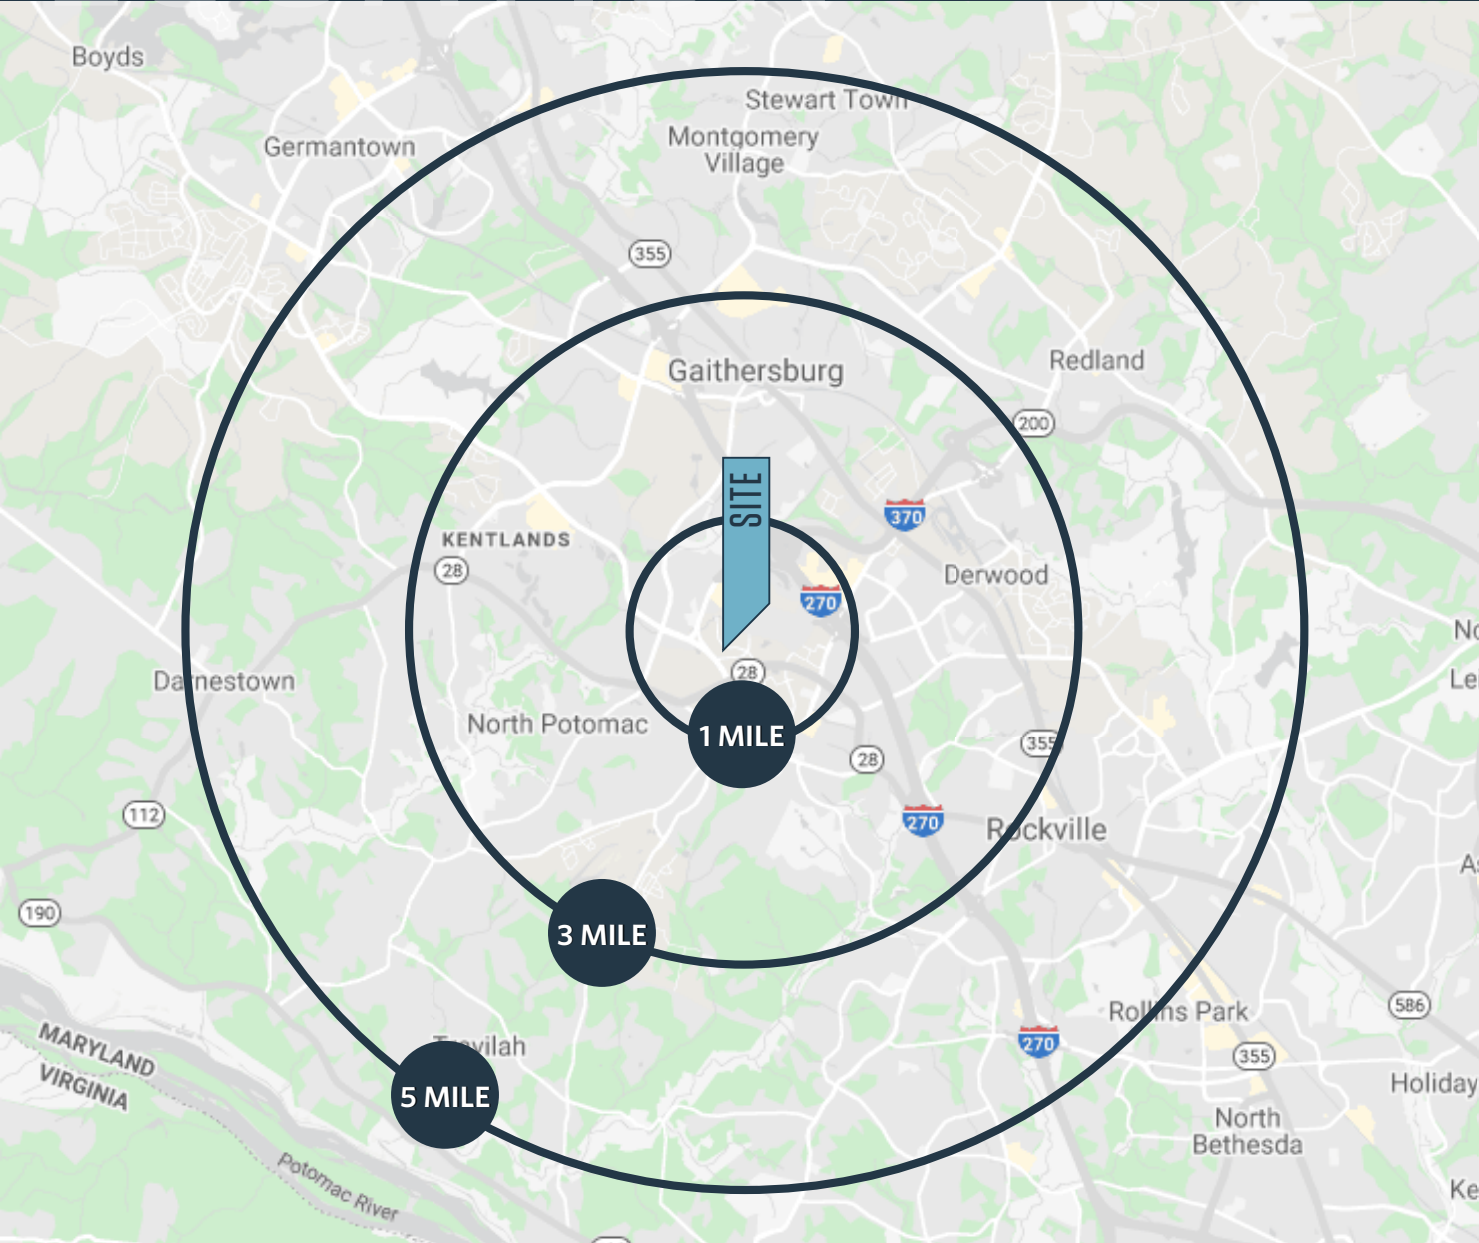 Boyds
Stewart Town
Montgomery
Village
Germantown
355
Redland
Gaithersburg
200
SITE
370
KENTLANDS
28
Derwood
270
Darnestown
28
North Potomac
1 MILE
355
28
112
270
Rockville
190
3 MILE
586
Rollins Park
MARYLAND
VIRGINIA
Travilah
270
355
5 MILE
Holiday
North
Bethesda
Potomac River
No
Le
As
Ke